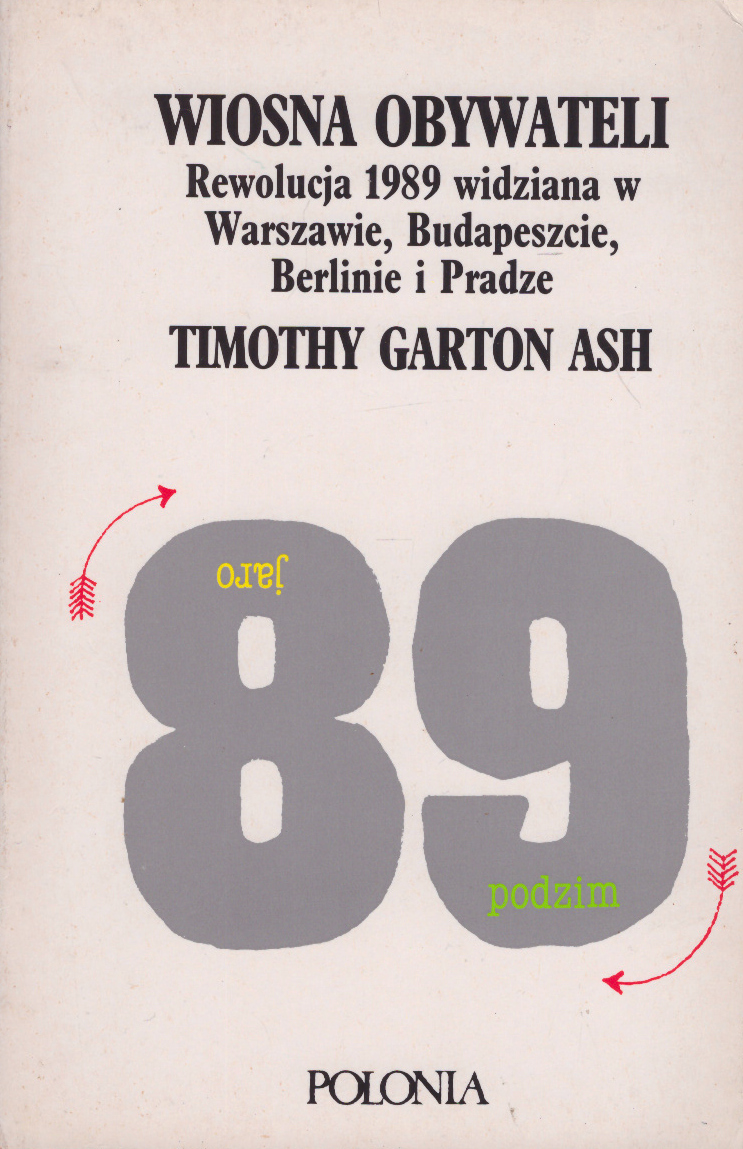 WIOSNA OBYWATELI
Rewolucja 1989 widziana w
Warszawie, Budapeszcie,
Berlinie i Pradze
TIMOTHY GARTON ASH
jaro
89
podzim
POLONIA